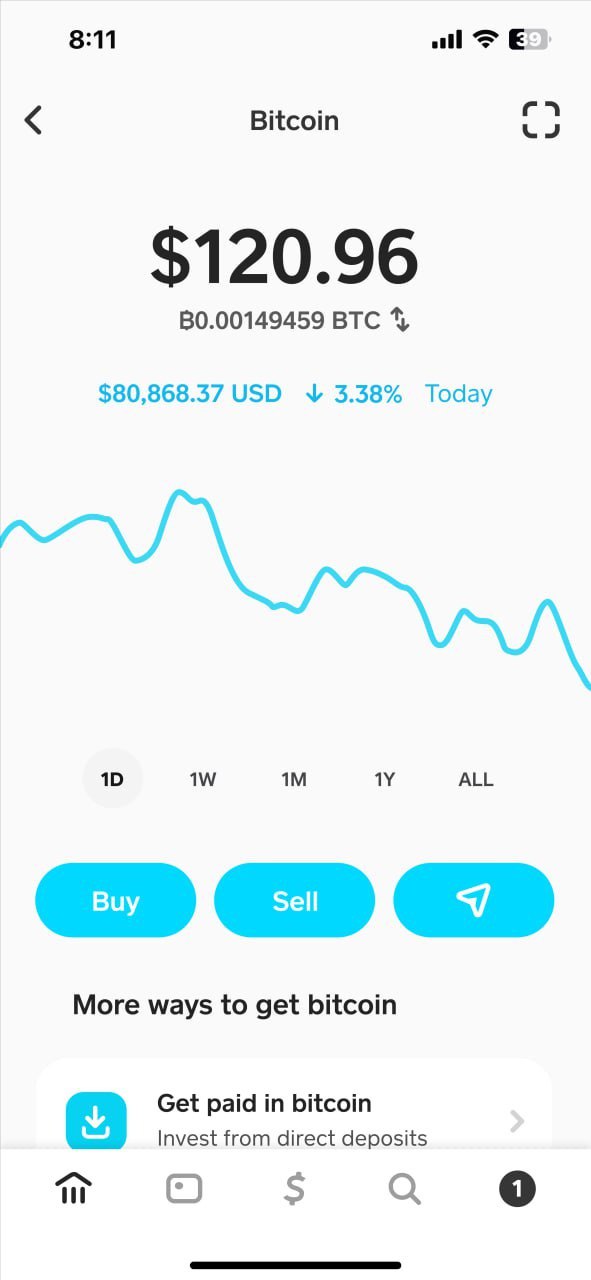 8:11
39
Bitcoin
$120.96
₿0.00149459 BTC
$80,868.37 USD ↓ 3.38% Today
1D 1W 1M 1Y ALL
Buy Sell
More ways to get bitcoin
Get paid in bitcoin
Invest from direct deposits
$ 1